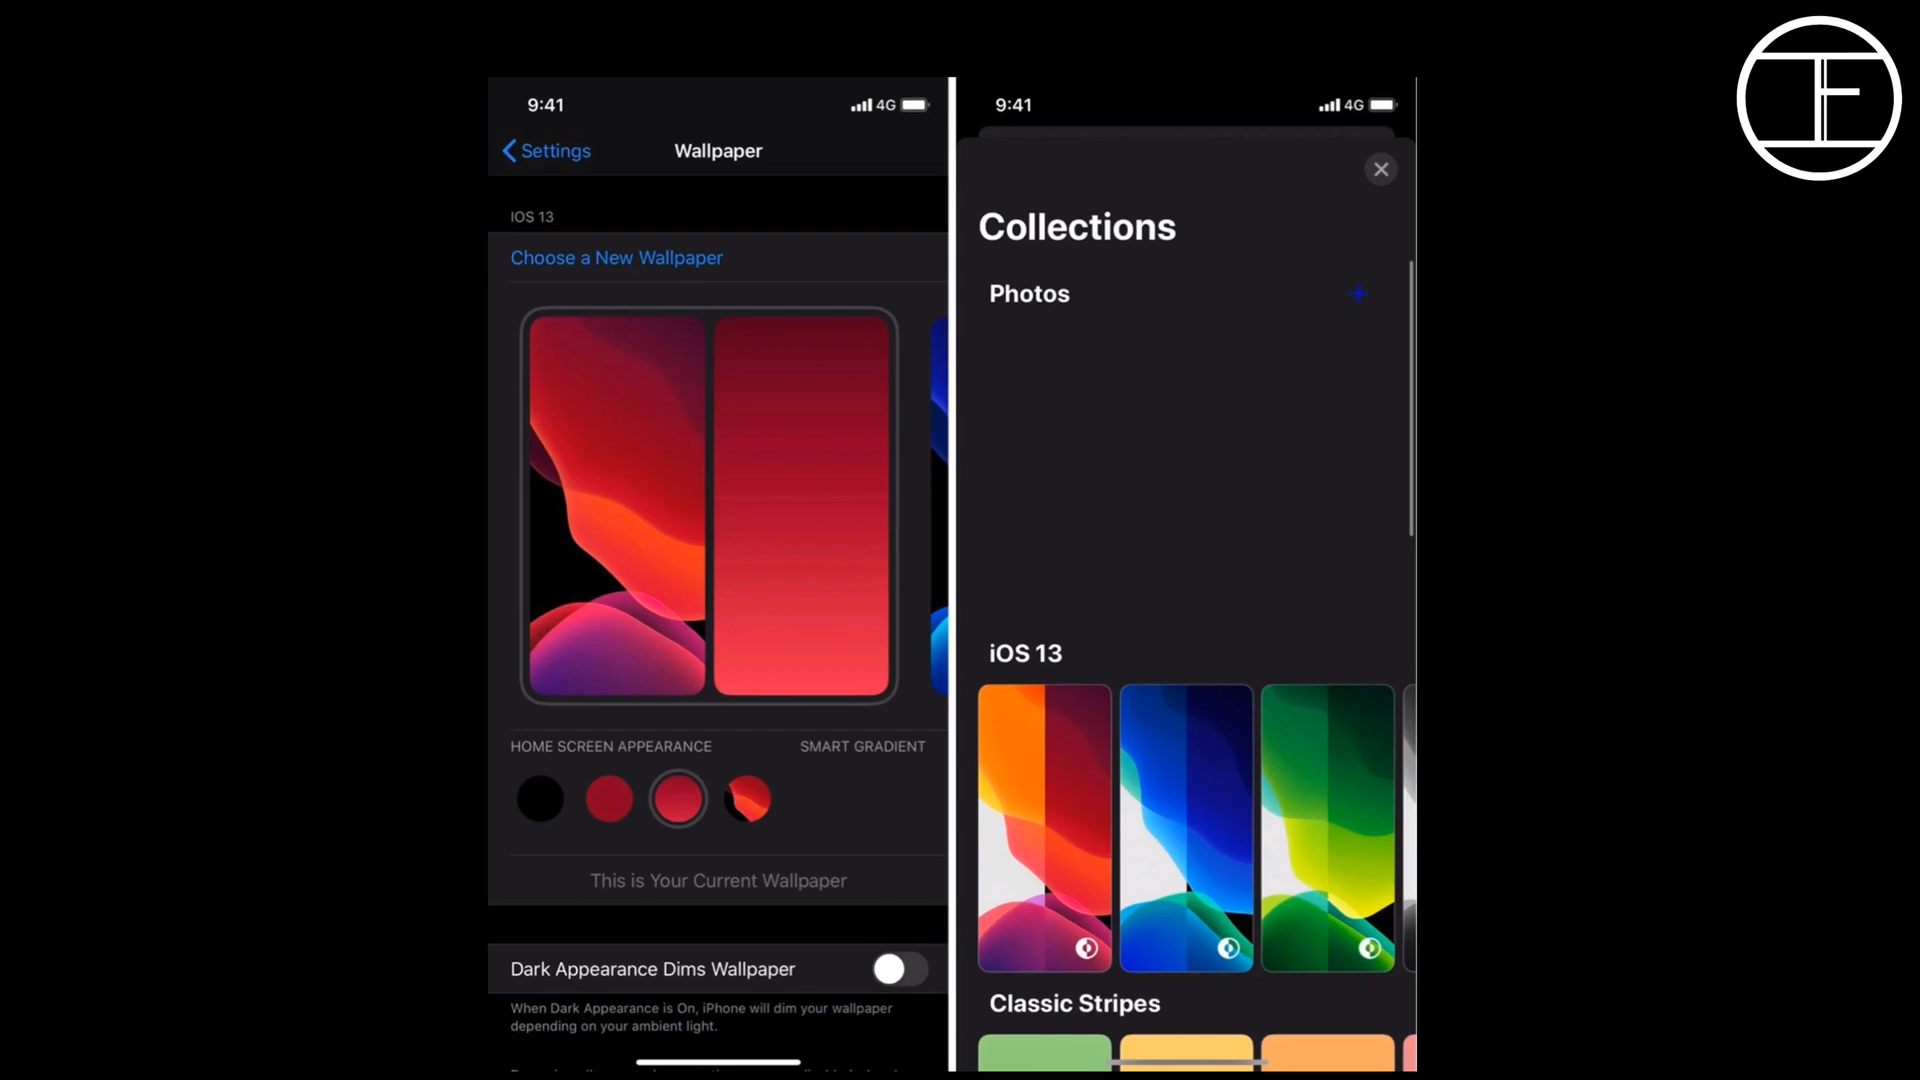 9:41
4G
Settings
Wallpaper
IOS 13
Choose a New Wallpaper
HOME SCREEN APPEARANCE
SMART GRADIENT
This is Your Current Wallpaper
Dark Appearance Dims Wallpaper
When Dark Appearance is On, iPhone will dim your wallpaper
depending on your ambient light.
9:41
4G
Collections
Photos
iOS 13
Classic Stripes